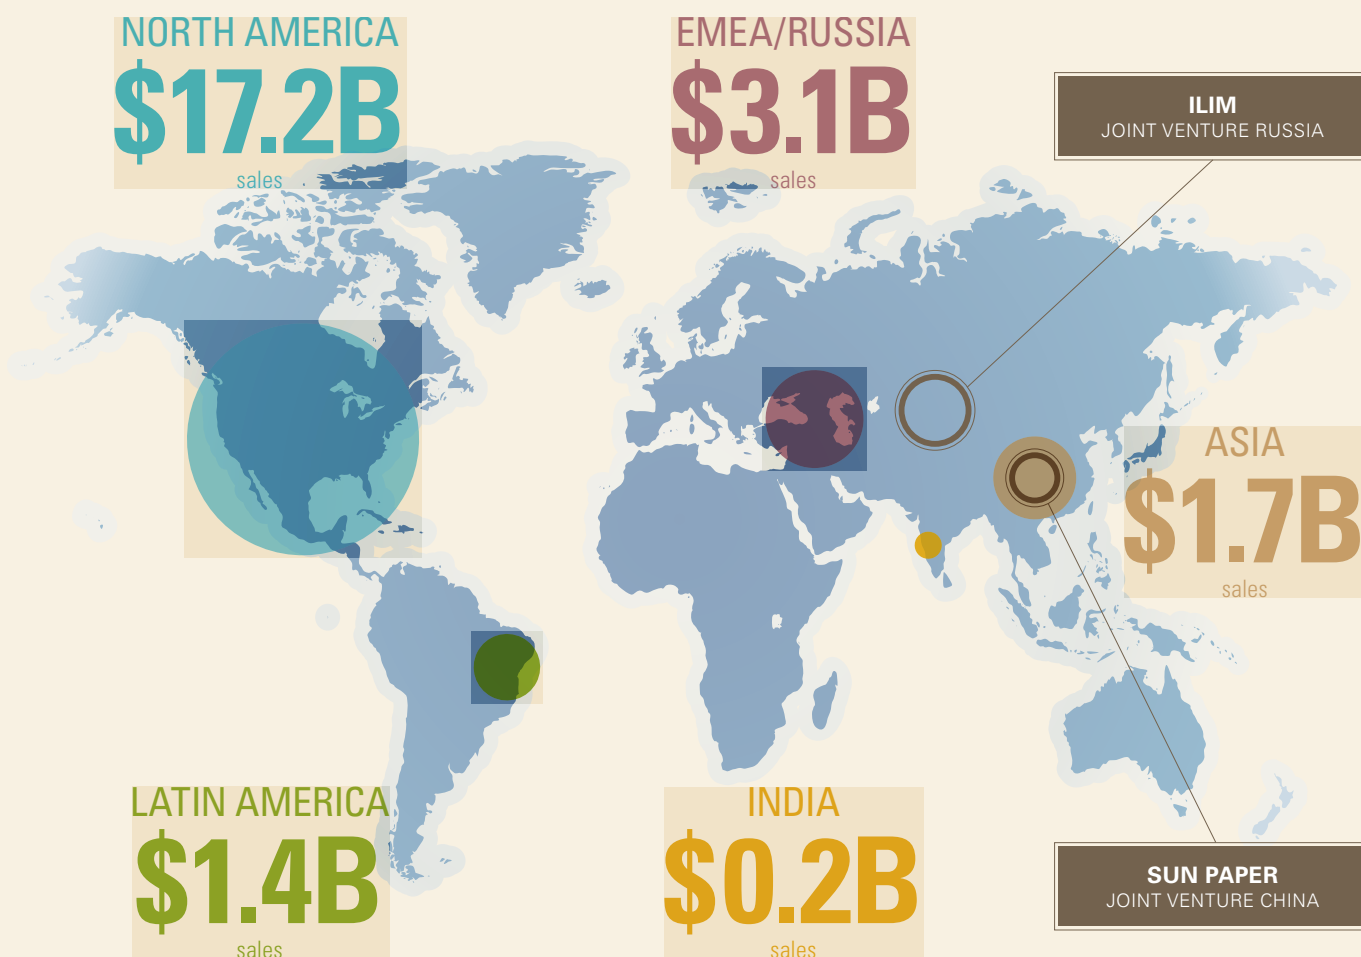 NORTH AMERICA
$17.2B
sales
EMEA/RUSSIA
$3.1B
sales
ILIM
JOINT VENTURE RUSSIA
ASIA
$1.7B
sales
LATIN AMERICA
$1.4B
sales
INDIA
$0.2B
sales
SUN PAPER
JOINT VENTURE CHINA